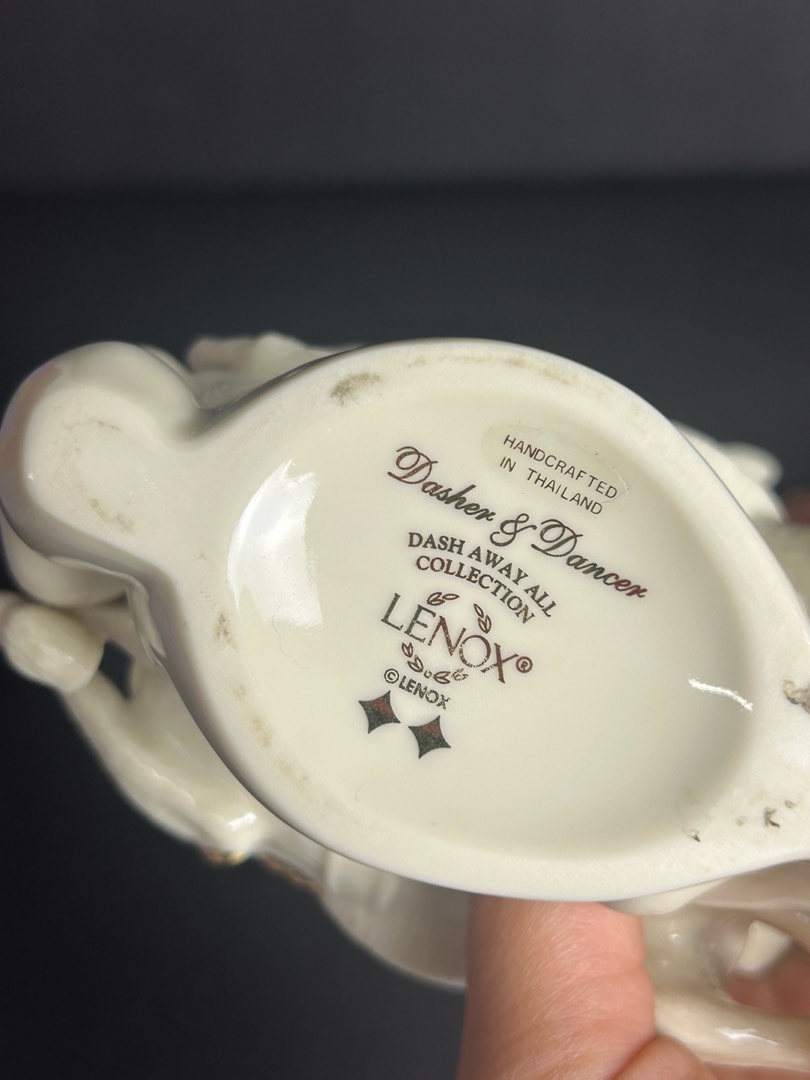 HANDCRAFTED
IN THAILAND
Dasher & Dancer
DASH AWAY ALL
COLLECTION
LENOX®
©LENOX